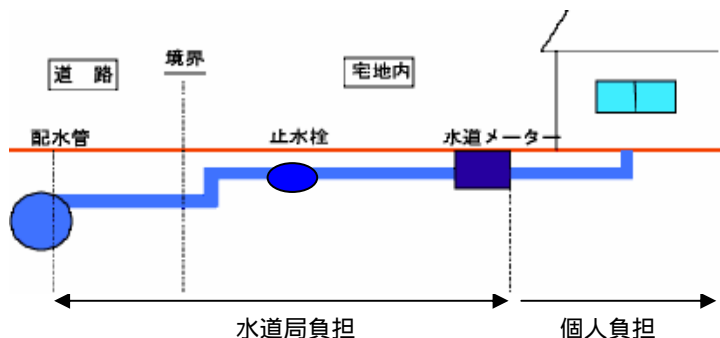 道 路
境界
宅地内
配水管
止水栓
水道メーター
水道局負担
個人負担